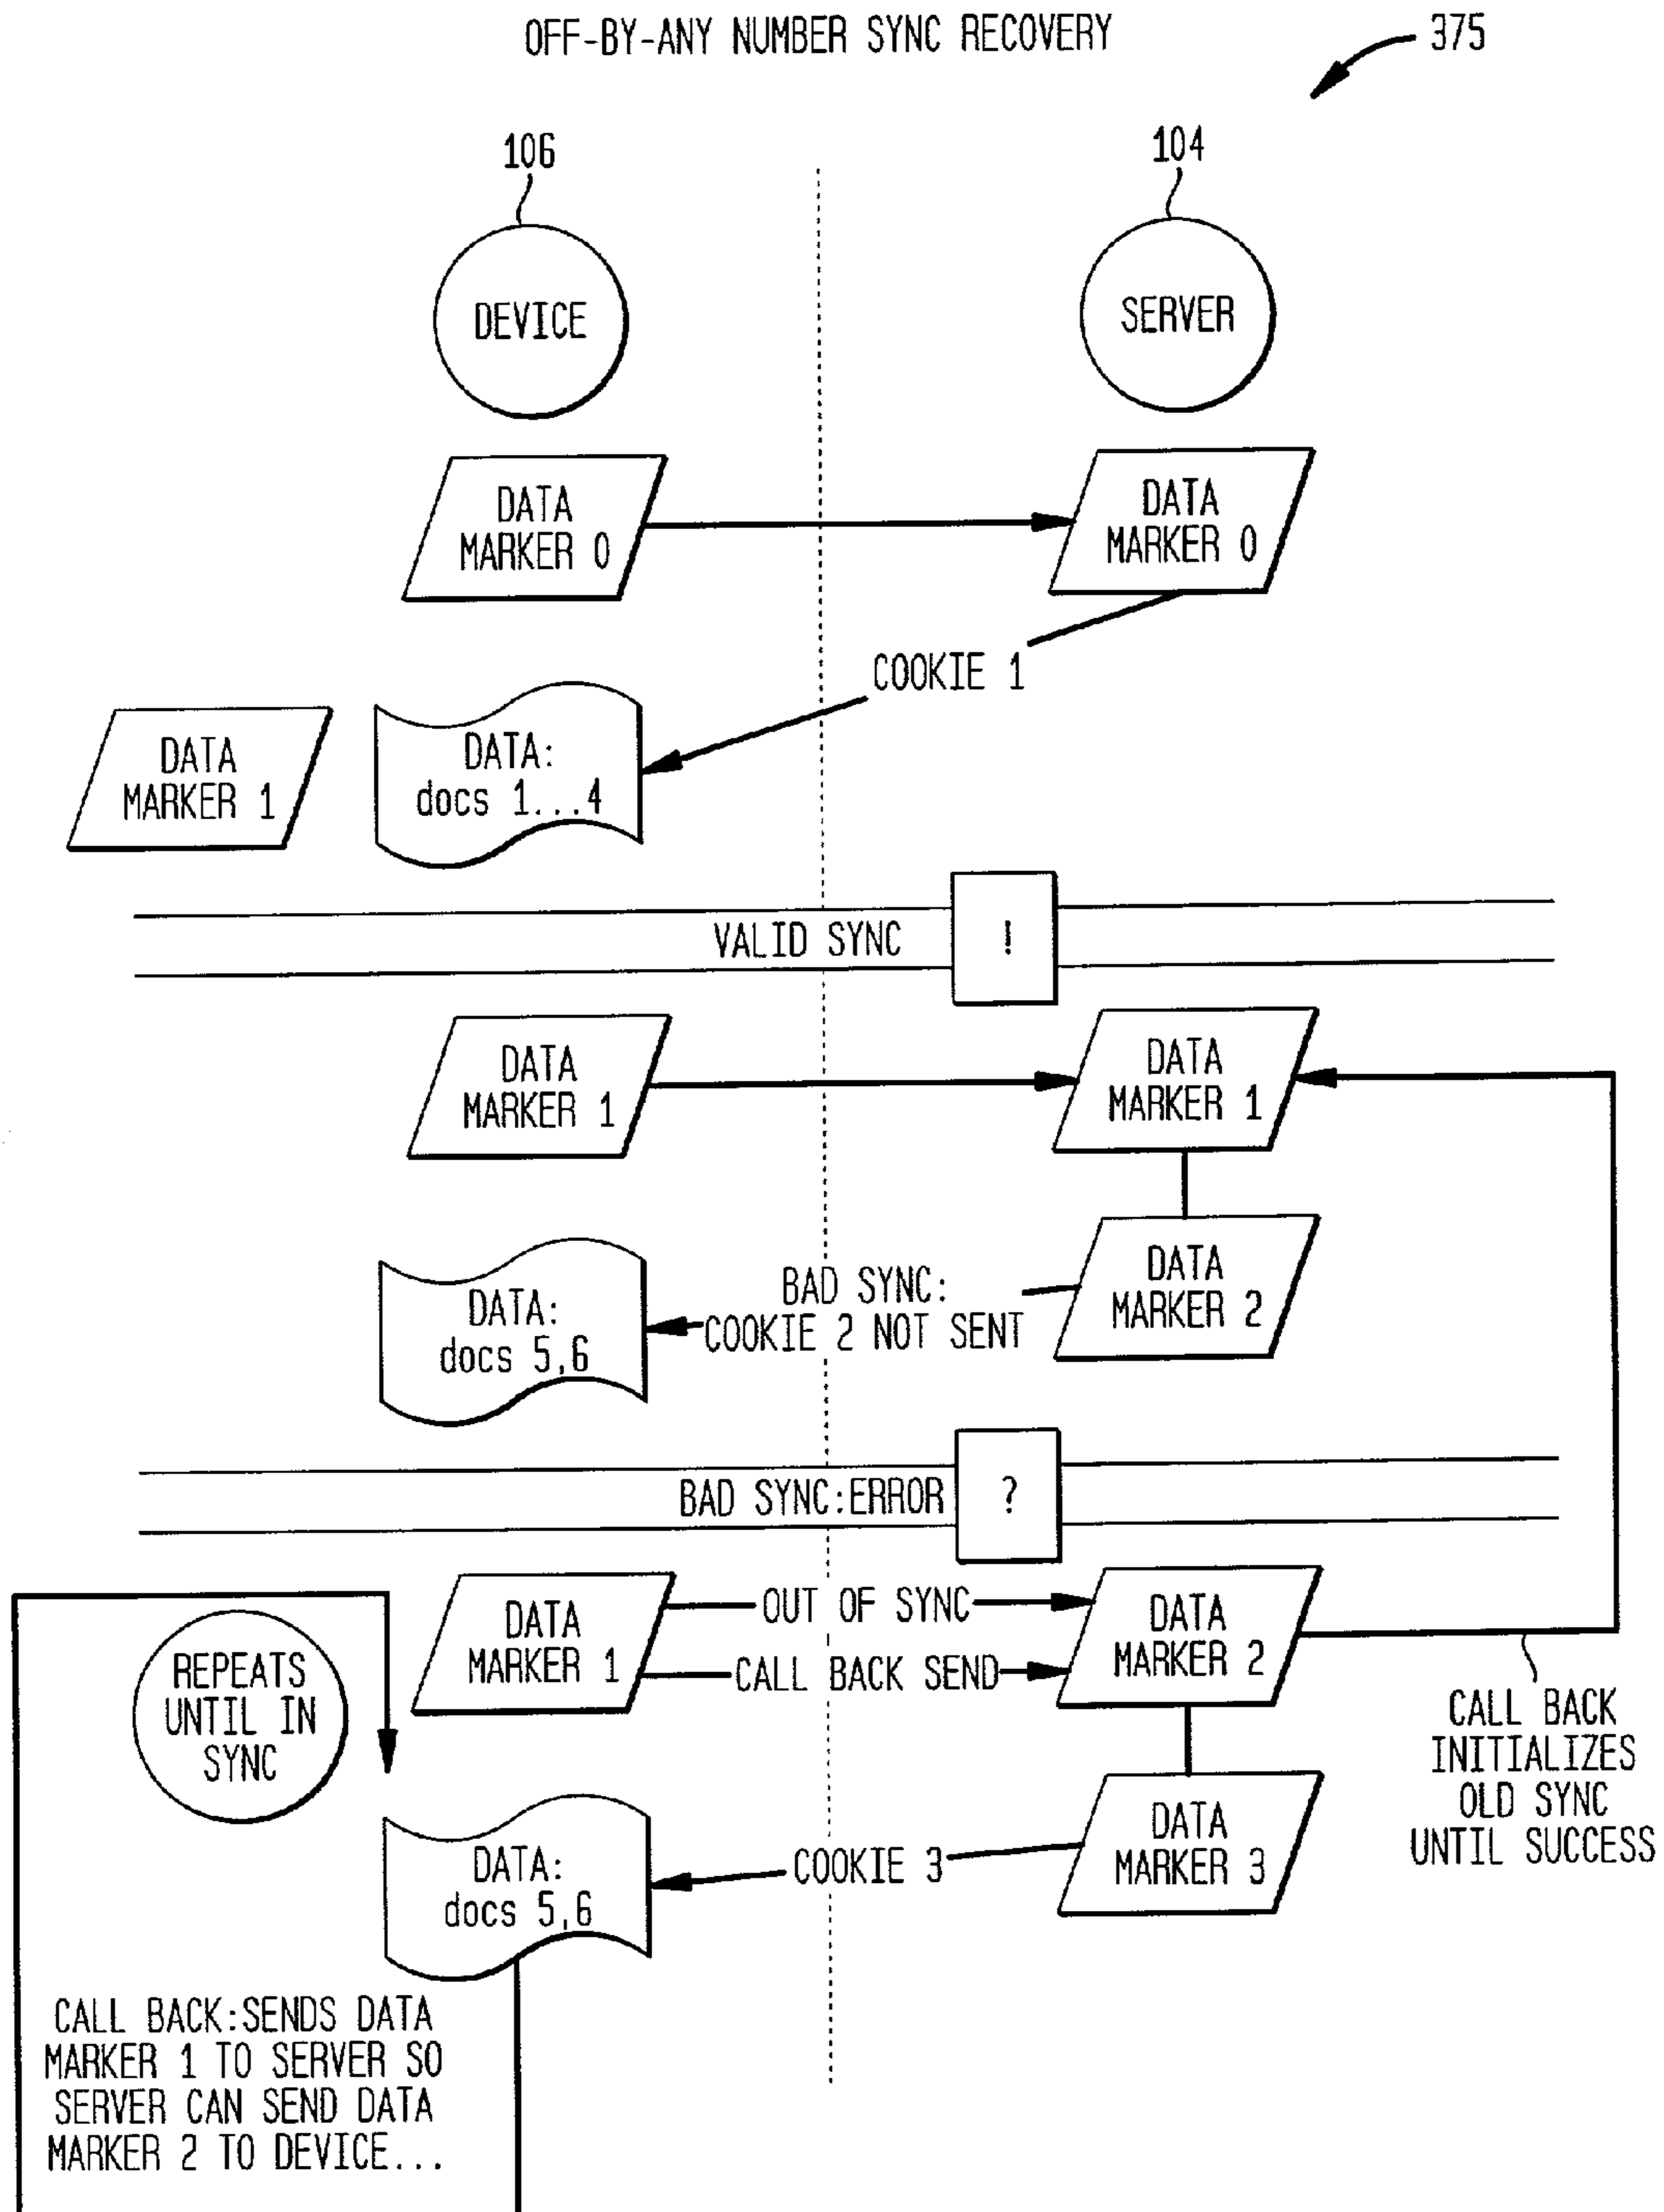 OFF-BY-ANY NUMBER SYNC RECOVERY
375
106
104
DEVICE
SERVER
DATA
MARKER 0
DATA
MARKER 0
COOKIE 1
DATA
MARKER 1
DATA:
docs 1...4
VALID SYNC
!
DATA
MARKER 1
DATA
MARKER 1
DATA:
docs 5,6
BAD SYNC:
COOKIE 2 NOT SENT
DATA
MARKER 2
BAD SYNC:ERROR
?
REPEATS
UNTIL IN
SYNC
DATA
MARKER 1
OUT OF SYNC
CALL BACK SEND
DATA
MARKER 2
CALL BACK
INITIALIZES
OLD SYNC
UNTIL SUCCESS
DATA:
docs 5,6
COOKIE 3
DATA
MARKER 3
CALL BACK:SENDS DATA
MARKER 1 TO SERVER SO
SERVER CAN SEND DATA
MARKER 2 TO DEVICE...